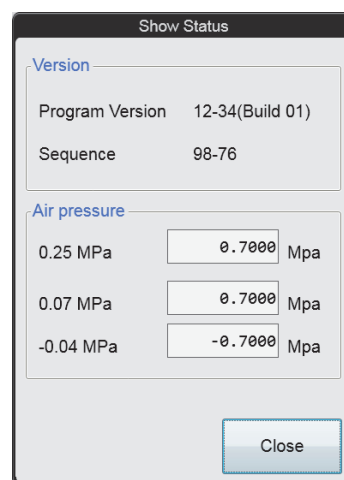 Show Status
Version
Program Version 12-34(Build 01)
Sequence 98-76
Air pressure
0.25 MPa 0.7000 Mpa
0.07 MPa 0.7000 Mpa
-0.04 MPa -0.7000 Mpa
Close